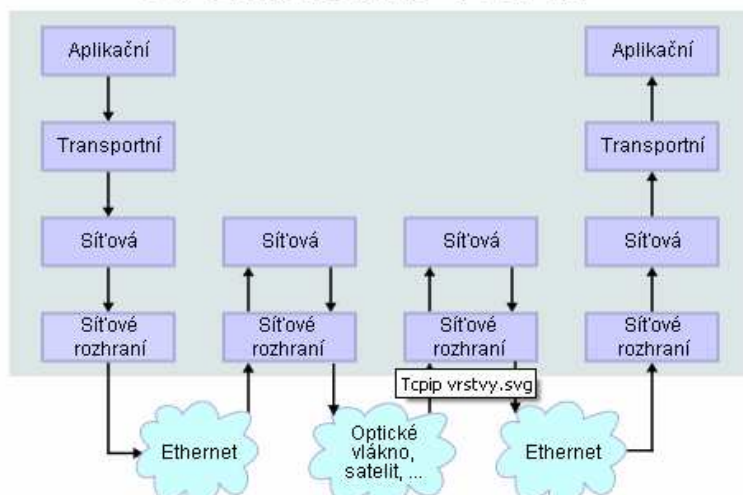 Aplikační
Aplikační
Transportní
Transportní
Síťová
Síťová
Síťová
Síťová
Síťové
rozhraní
Síťové
rozhraní
Síťové
rozhraní
Síťové
rozhraní
Tcpip vrstvy.svg
Ethernet
Optické
vlákno,
satelit, ...
Ethernet